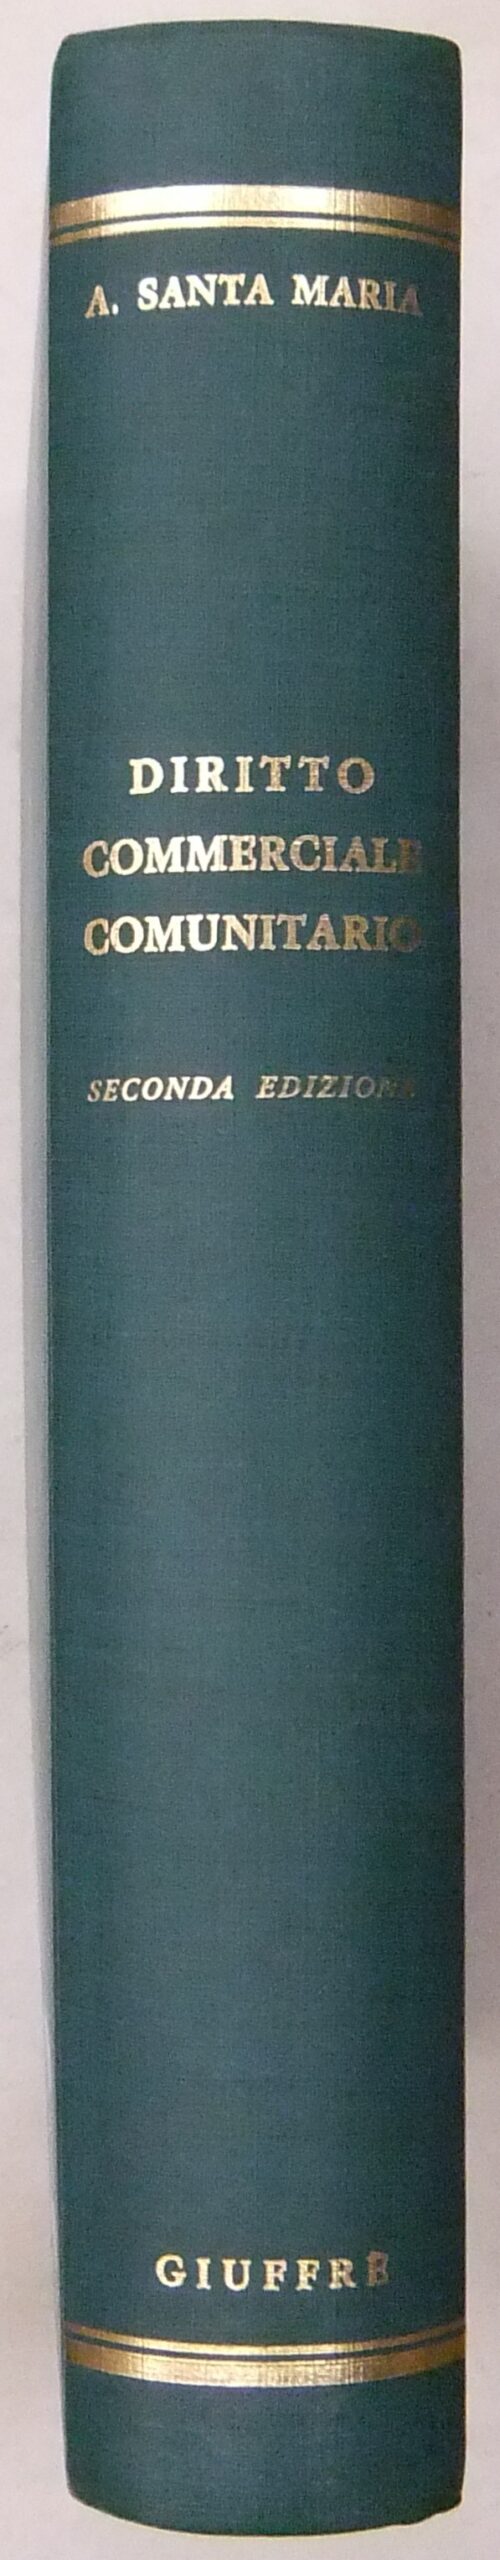 A. SANTA MARIA
DIRITTO
COMMERCIALE
COMUNITARIO
SECONDA EDIZIONE
GIUFFRÈ